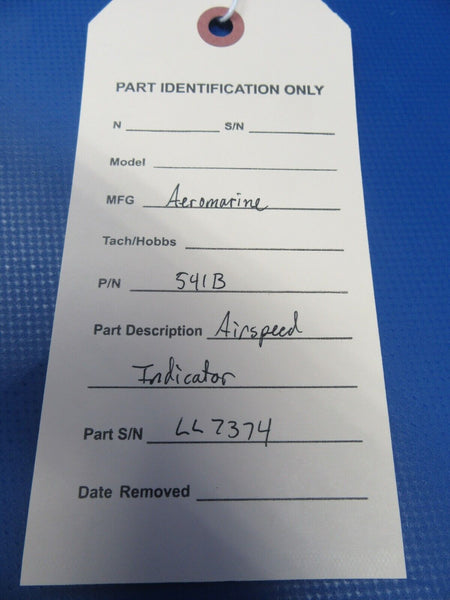 PART IDENTIFICATION ONLY
N S/N
Model
MFG Aeromarine
Tach/Hobbs
P/N 541B
Part Description Airspeed
Indicator
Part S/N LL7374
Date Removed